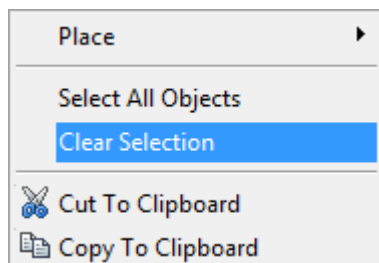 Place
Select All Objects
Clear Selection
Cut To Clipboard
Copy To Clipboard